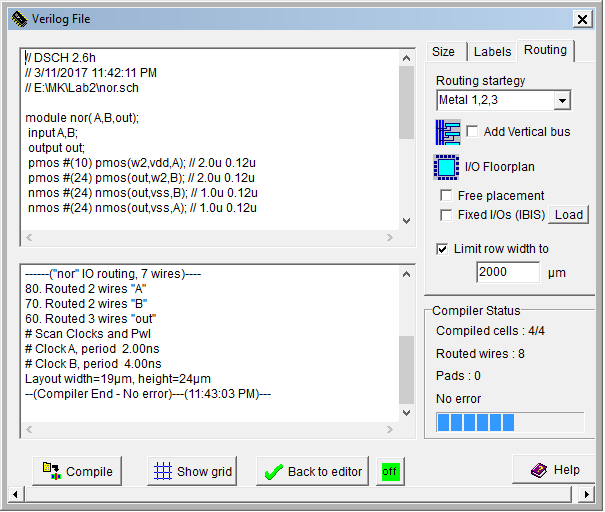 Verilog File
// DSCH 2.6h
// 3/11/2017 11:42:11 PM
// E:\MK\Lab2\nor.sch
module nor( A,B,out);
input A,B;
output out;
pmos #(10) pmos(w2,vdd,A); // 2.0u 0.12u
pmos #(24) pmos(out,w2,B); // 2.0u 0.12u
nmos #(24) nmos(out,vss,B); // 1.0u 0.12u
nmos #(24) nmos(out,vss,A); // 1.0u 0.12u
------("nor" IO routing, 7 wires)----
80. Routed 2 wires "A"
70. Routed 2 wires "B"
60. Routed 3 wires "out"
# Scan Clocks and Pwl
# Clock A, period 2.00ns
# Clock B, period 4.00ns
Layout width=19µm, height=24µm
--(Compiler End - No error)---(11:43:03 PM)---
Size Labels Routing
Routing startegy
Metal 1,2,3
Add Vertical bus
I/O Floorplan
Free placement
Fixed I/Os (IBIS) Load
Limit row width to
2000 µm
Compiler Status
Compiled cells : 4/4
Routed wires : 8
Pads : 0
No error
Compile Show grid Back to editor off Help